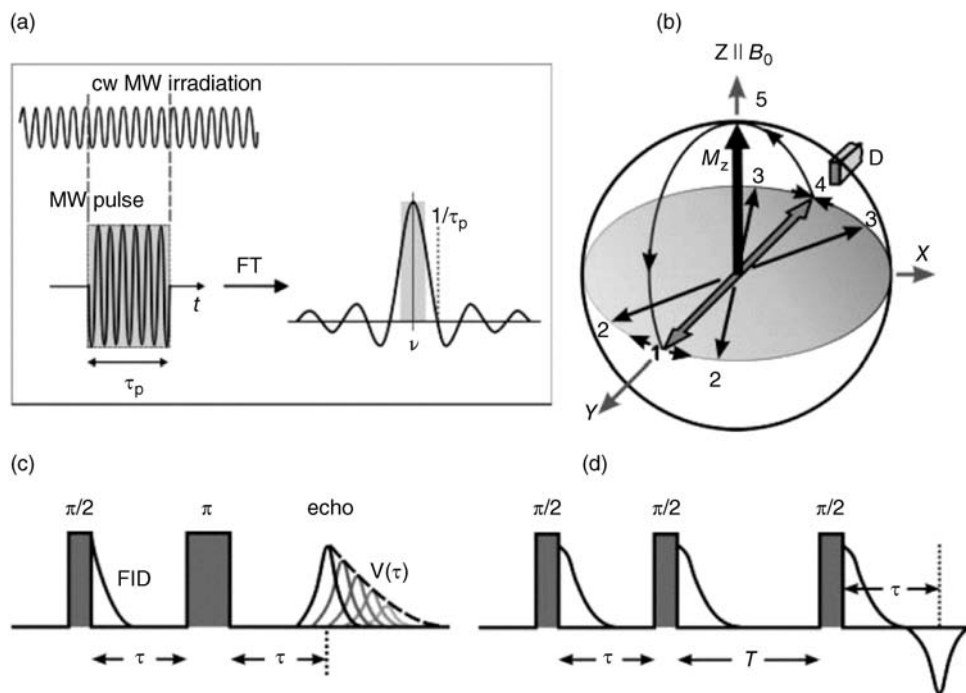 (a)
cw MW irradiation
MW pulse
t
τp
FT
1/τp
ν
(b)
Z || B0
5
Mz
3
4
D
3
X
2
1
2
Y
(c)
π/2
π
echo
FID
V(τ)
τ
τ
(d)
π/2
π/2
π/2
τ
τ
T